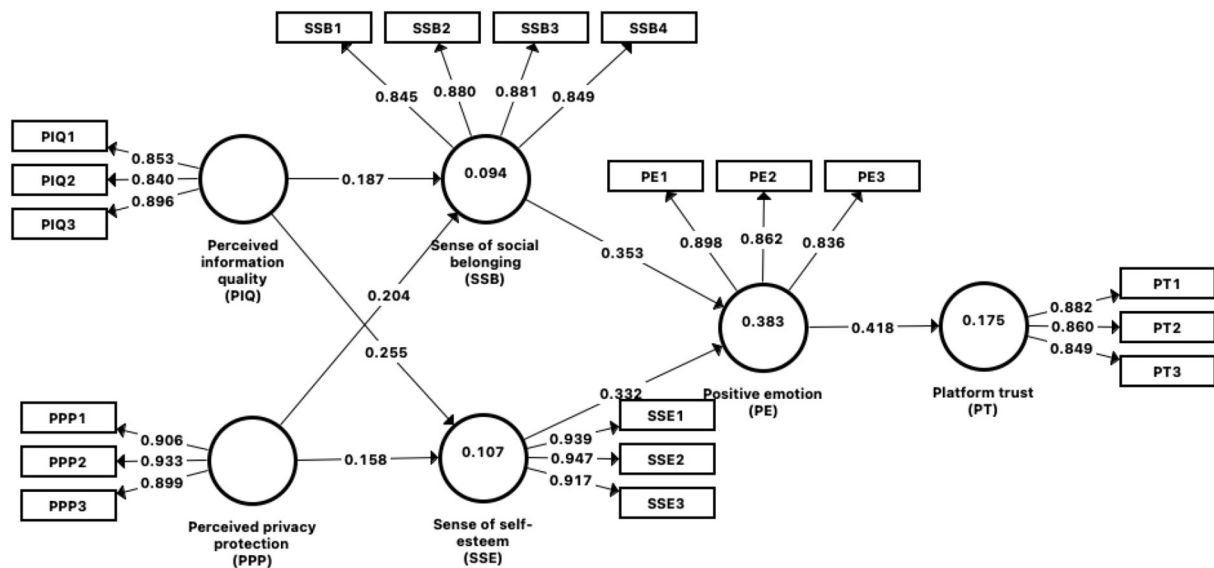 SSB1 SSB2 SSB3 SSB4
0.845 0.880 0.881 0.849
PIQ1
PIQ2
PIQ3
0.853
0.840
0.896
0.187
0.094
Perceived
information
quality
(PIQ)
Sense of social
belonging
(SSB)
PE1 PE2 PE3
0.898 0.862 0.836
0.353
0.204
0.255
0.383
0.418
0.175
PT1
PT2
PT3
0.882
0.860
0.849
0.332
Positive emotion
(PE)
Platform trust
(PT)
PPP1
PPP2
PPP3
0.906
0.933
0.899
0.158
0.107
SSE1
SSE2
SSE3
0.939
0.947
0.917
Perceived privacy
protection
(PPP)
Sense of self-
esteem
(SSE)